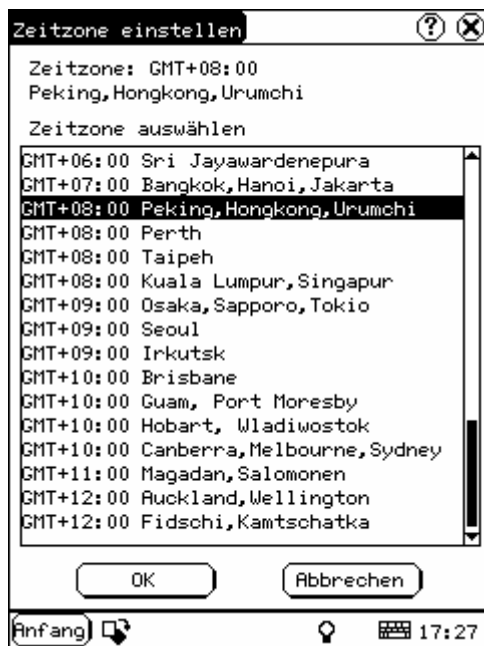 Zeitzone einstellen
Zeitzone: GMT+08:00
Peking,Hongkong,Urumchi
Zeitzone auswählen
GMT+06:00 Sri Jayawardenepura
GMT+07:00 Bangkok,Hanoi,Jakarta
GMT+08:00 Peking,Hongkong,Urumchi
GMT+08:00 Perth
GMT+08:00 Taipeh
GMT+08:00 Kuala Lumpur,Singapur
GMT+09:00 Osaka,Sapporo,Tokio
GMT+09:00 Seoul
GMT+09:00 Irkutsk
GMT+10:00 Brisbane
GMT+10:00 Guam, Port Moresby
GMT+10:00 Hobart, Wladiwostok
GMT+10:00 Canberra,Melbourne,Sydney
GMT+11:00 Magadan,Salomonen
GMT+12:00 Auckland,Wellington
GMT+12:00 Fidschi,Kamtschatka
OK Abbrechen
Anfang 17:27